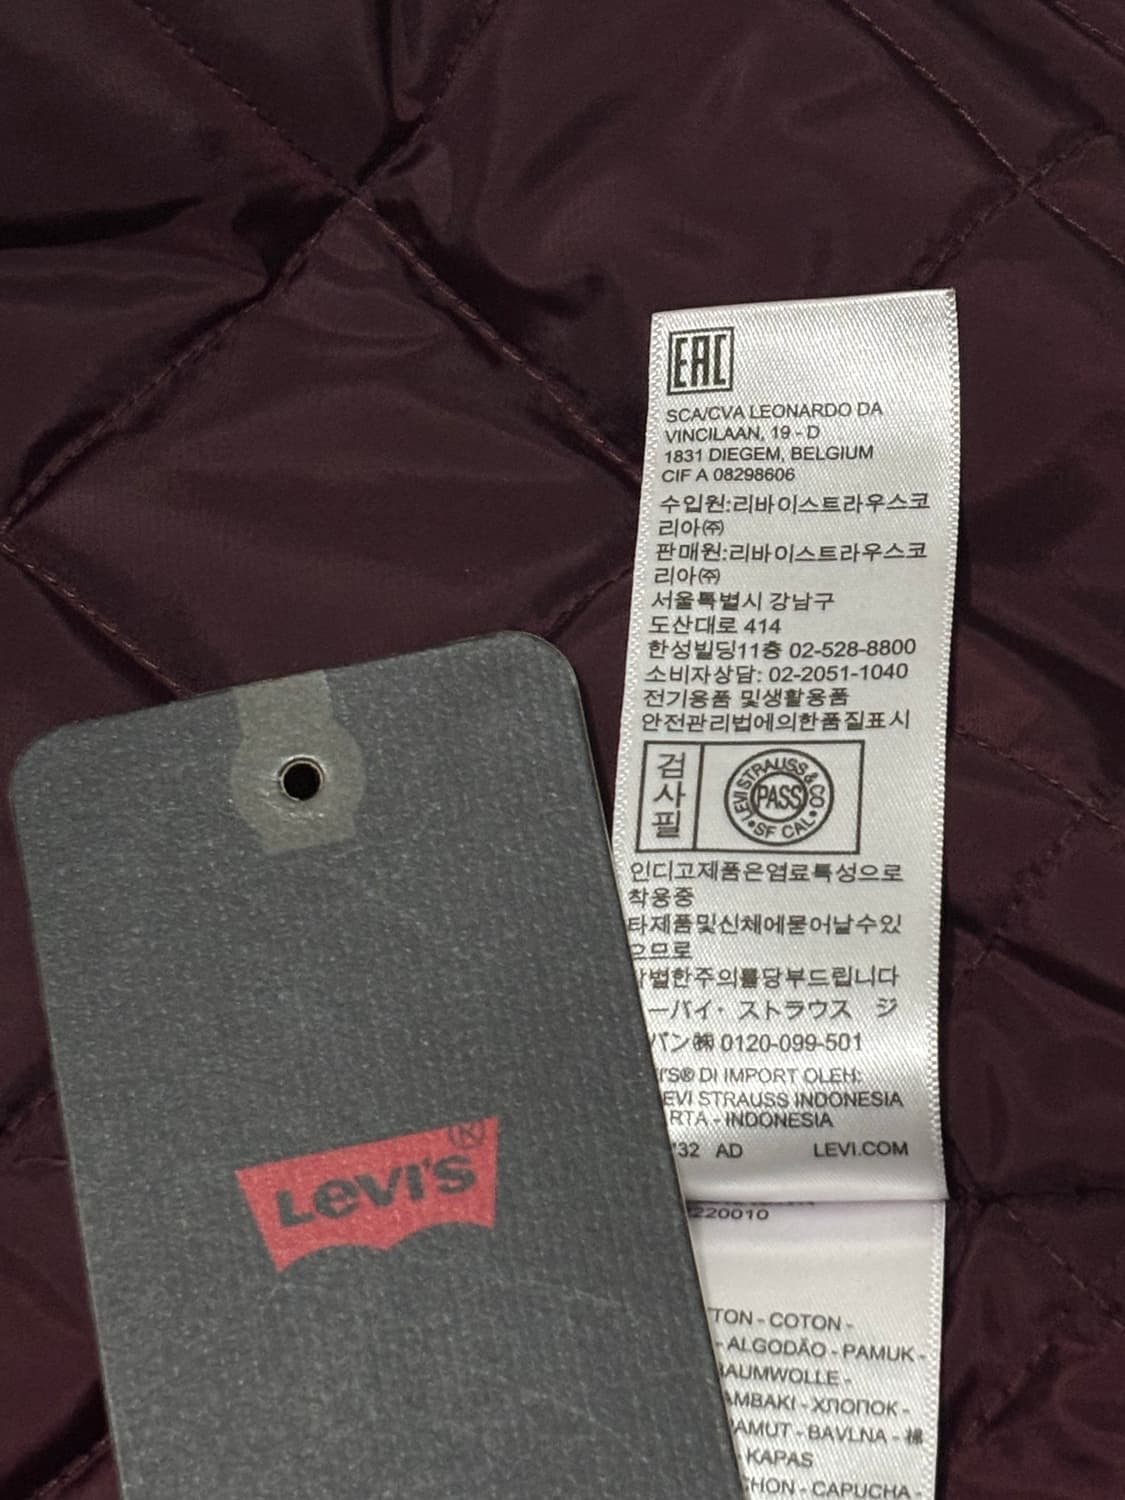 EAC
SCA/CVA LEONARDO DA
VINCILAAN, 19 - D
1831 DIEGEM, BELGIUM
CIF A 08298606
수입원:리바이스트라우스코
리아㈜
판매원:리바이스트라우스코
리아㈜
서울특별시 강남구
도산대로 414
한성빌딩11층 02-528-8800
소비자상담: 02-2051-1040
전기용품 및생활용품
안전관리법에의한품질표시
검사필
LEVI STRAUSS & CO
PASS
SF CAL
인디고제품은염료특성으로
착용중
타제품및신체에묻어날수있
으므로
별한주의를당부드립니다
ーバイ・ストラウス ジ
パン㈱ 0120-099-501
I'S® DI IMPORT OLEH:
EVI STRAUSS INDONESIA
RTA - INDONESIA
32 AD LEVI.COM
220010
TON - COTON -
- ALGODÃO - PAMUK -
BAUMWOLLE -
AMBAKI - ХЛОПОК -
AMUT - BAVLNA - 棉
KAPAS
CHON - CAPUCHA -
LEVI'S®